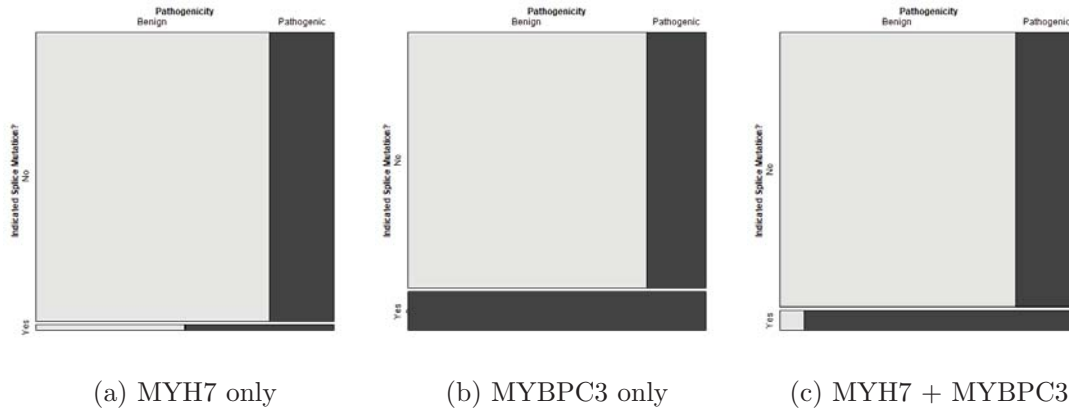 Pathogenicity
Benign Pathogenic
Indicated Splice Mutation?
No
Yes
Pathogenicity
Benign Pathogenic
Indicated Splice Mutation?
No
Yes
Pathogenicity
Benign Pathogenic
Indicated Splice Mutation?
No
Yes
(a) MYH7 only (b) MYBPC3 only (c) MYH7 + MYBPC3